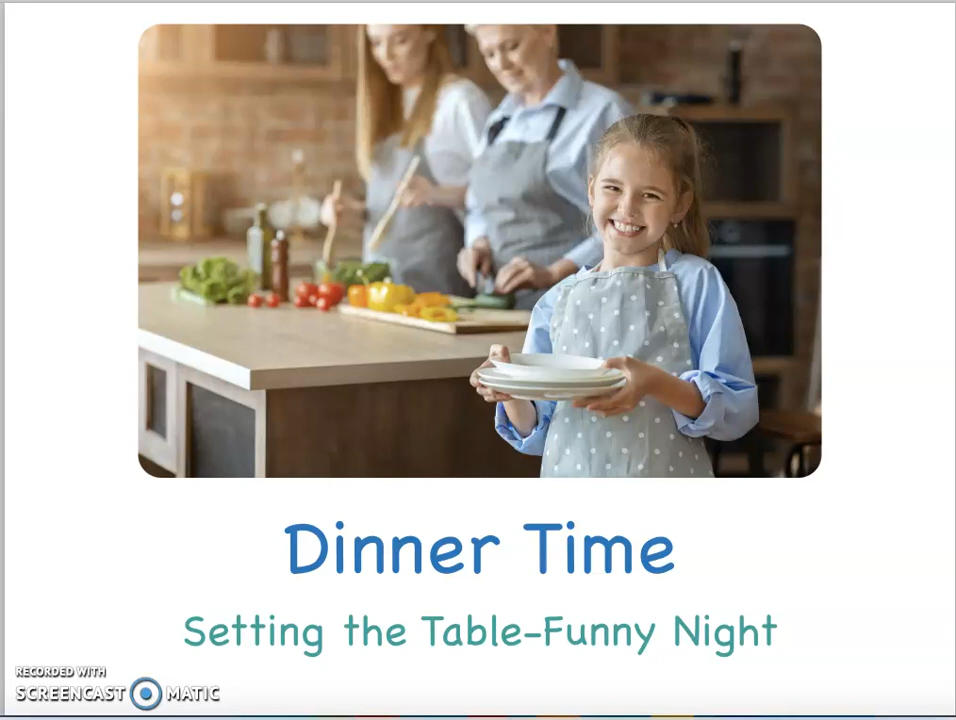 Dinner Time
Setting the Table-Funny Night
RECORDED WITH
SCREENCAST MATIC